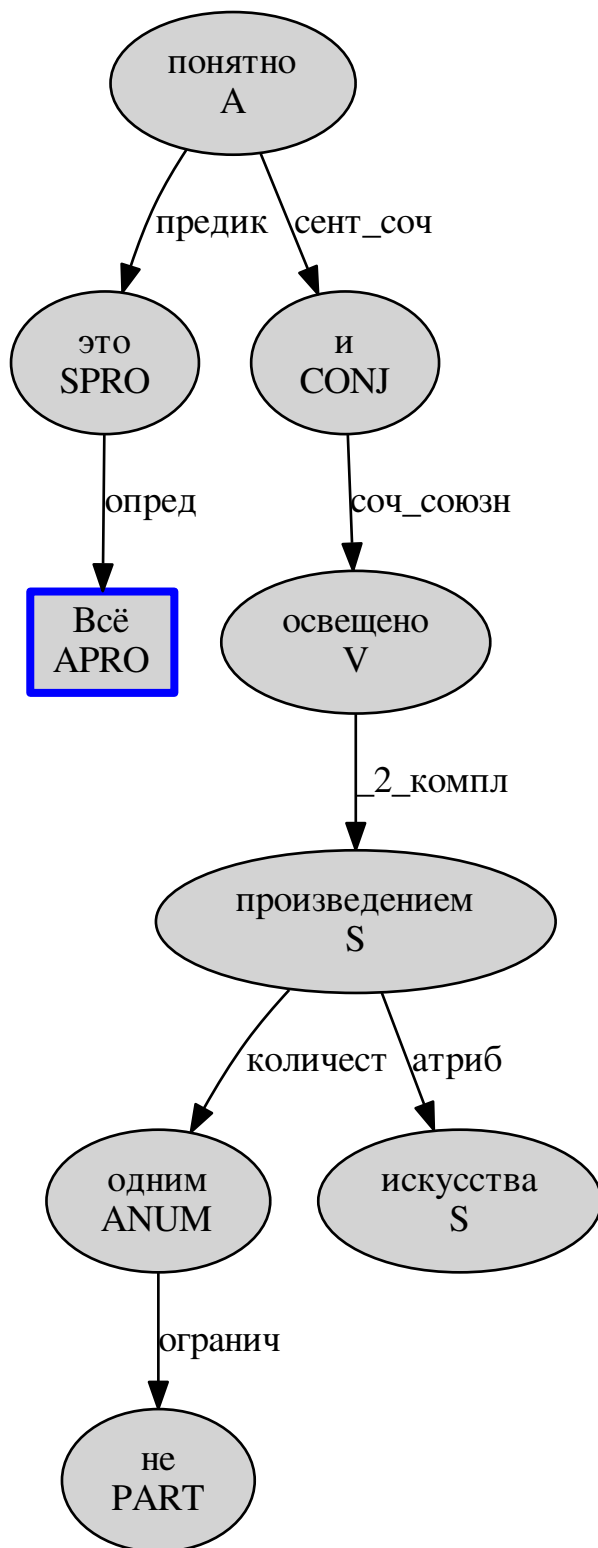 понятно
A
предик
сент_соч
это
SPRO
и
CONJ
опред
соч_союзн
Всё
APRO
освещено
V
_2_компл
произведением
S
количест
атриб
одним
ANUM
искусства
S
огранич
не
PART